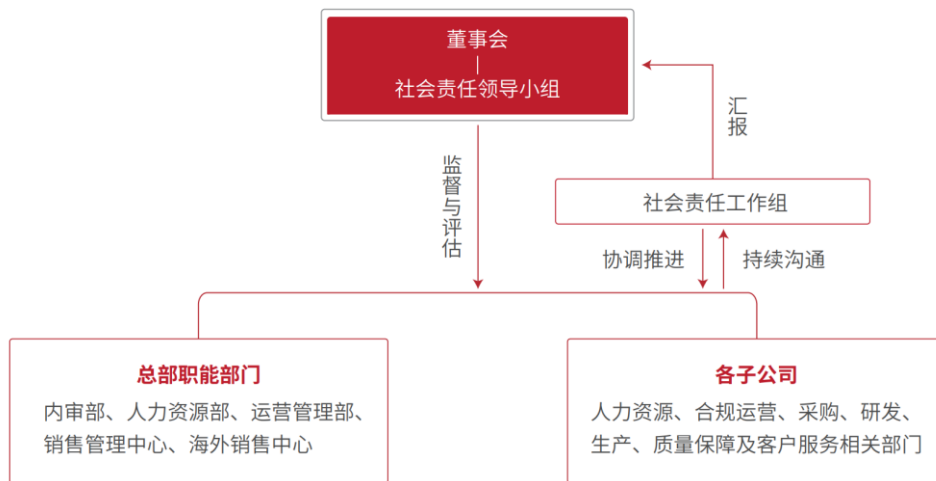 董事会
社会责任领导小组
汇报
监督与评估
社会责任工作组
协调推进
持续沟通
总部职能部门
内审部、人力资源部、运营管理部、
销售管理中心、海外销售中心
各子公司
人力资源、合规运营、采购、研发、
生产、质量保障及客户服务相关部门